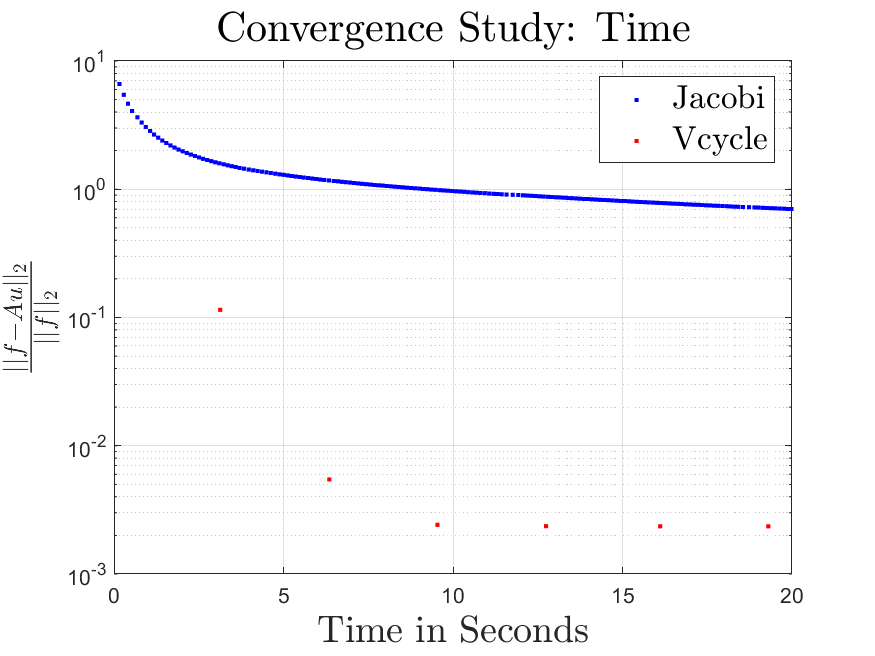 Convergence Study: Time
10^1
10^0
10^-1
10^-2
10^-3
||f−Au||_2
||f||_2
Jacobi
Vcycle
0 5 10 15 20
Time in Seconds